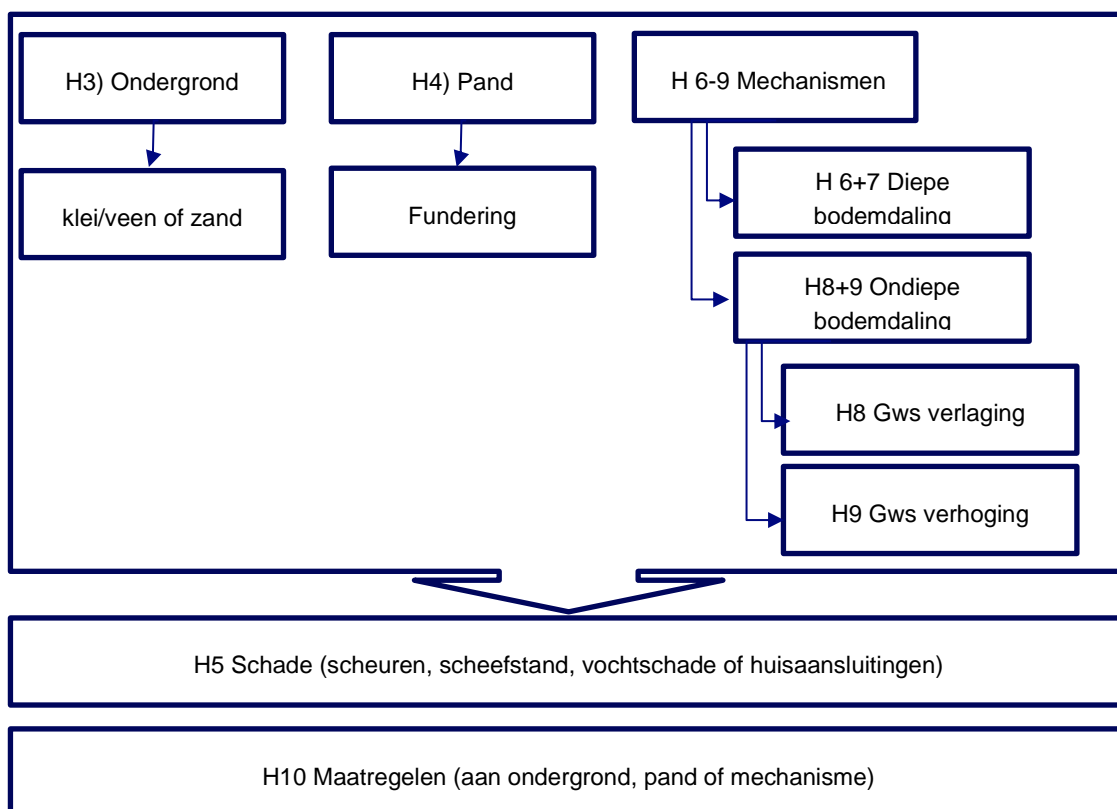 H3) Ondergrond
H4) Pand
H 6-9 Mechanismen
klei/veen of zand
Fundering
H 6+7 Diepe
bodemdaling
H8+9 Ondiepe
bodemdaling
H8 Gws verlaging
H9 Gws verhoging
H5 Schade (scheuren, scheefstand, vochtschade of huisaansluitingen)
H10 Maatregelen (aan ondergrond, pand of mechanisme)